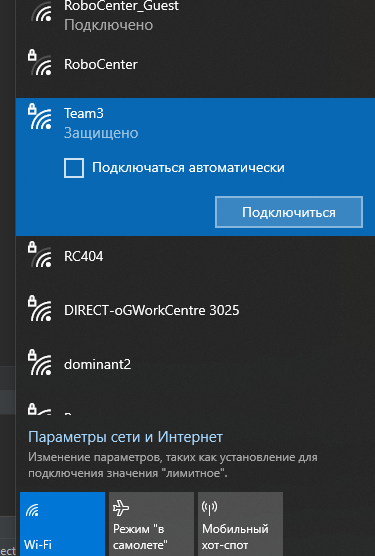 RoboCenter_Guest
Подключено
RoboCenter
Team3
Защищено
Подключаться автоматически
Подключиться
RC404
DIRECT-oGWorkCentre 3025
dominant2
Параметры сети и Интернет
Изменение параметров, таких как установление для
подключения значения "лимитное".
Wi-Fi
Режим "в
самолете"
Мобильный
хот-спот
ect